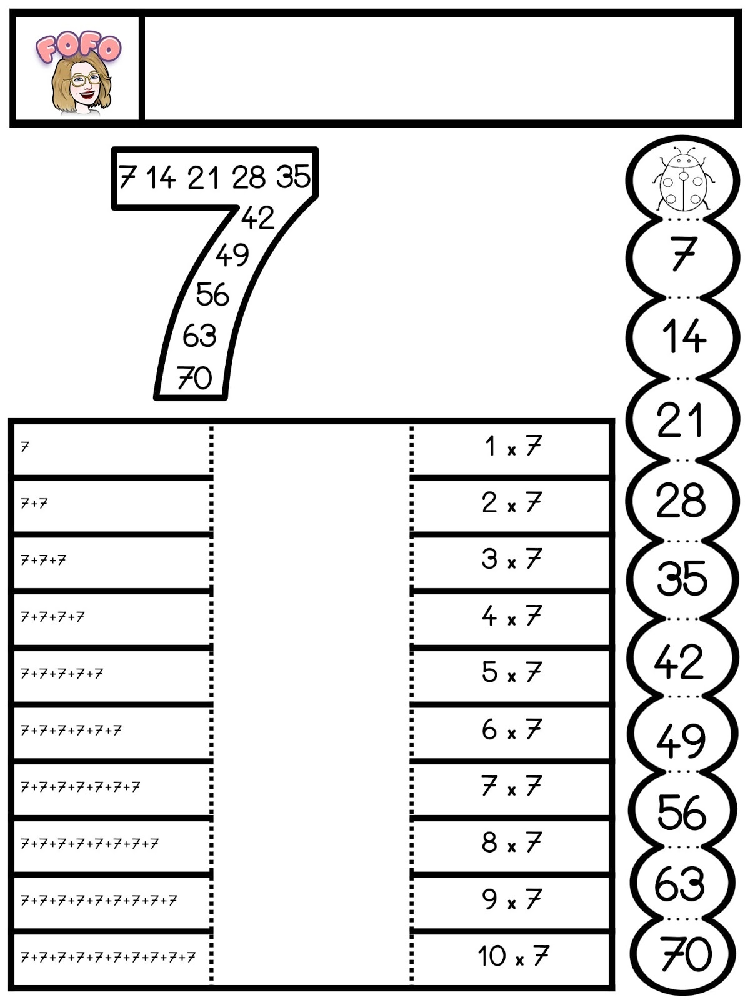 FOFO
7 14 21 28 35
42
49
56
63
70
7
1 x 7
7+7
2 x 7
7+7+7
3 x 7
7+7+7+7
4 x 7
7+7+7+7+7
5 x 7
7+7+7+7+7+7
6 x 7
7+7+7+7+7+7+7
7 x 7
7+7+7+7+7+7+7+7
8 x 7
7+7+7+7+7+7+7+7+7
9 x 7
7+7+7+7+7+7+7+7+7+7
10 x 7
7
14
21
28
35
42
49
56
63
70